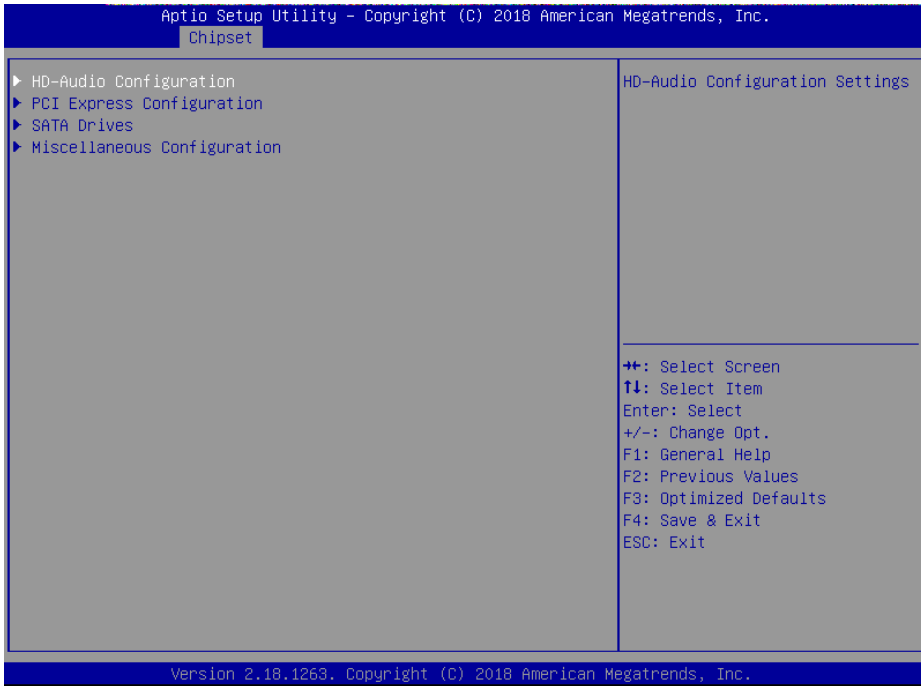 Aptio Setup Utility – Copyright (C) 2018 American Megatrends, Inc.
Chipset
▶ HD-Audio Configuration
▶ PCI Express Configuration
▶ SATA Drives
▶ Miscellaneous Configuration
HD-Audio Configuration Settings
→←: Select Screen
↑↓: Select Item
Enter: Select
+/-: Change Opt.
F1: General Help
F2: Previous Values
F3: Optimized Defaults
F4: Save & Exit
ESC: Exit
Version 2.18.1263. Copyright (C) 2018 American Megatrends, Inc.